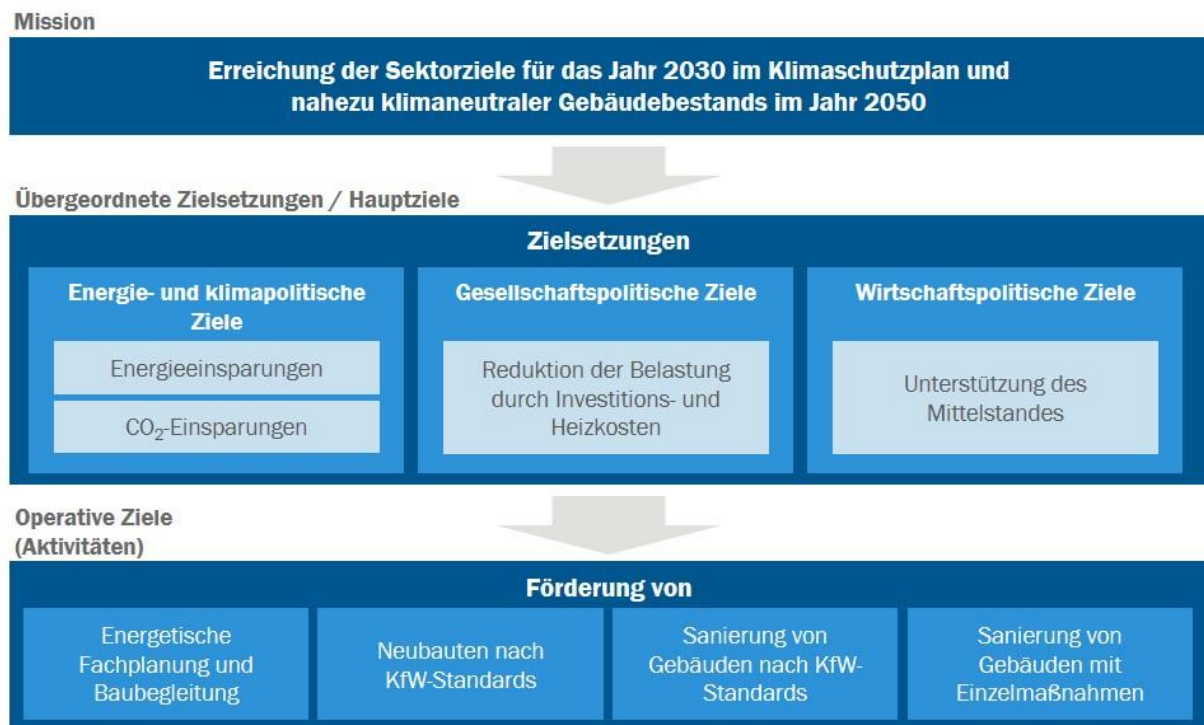 Mission
Erreichung der Sektorziele für das Jahr 2030 im Klimaschutzplan und
nahezu klimaneutraler Gebäudebestands im Jahr 2050
Übergeordnete Zielsetzungen / Hauptziele
Zielsetzungen
Energie- und klimapolitische
Ziele
Energieeinsparungen
CO₂-Einsparungen
Gesellschaftspolitische Ziele
Reduktion der Belastung
durch Investitions- und
Heizkosten
Wirtschaftspolitische Ziele
Unterstützung des
Mittelstandes
Operative Ziele
(Aktivitäten)
Förderung von
Energetische
Fachplanung und
Baubegleitung
Neubauten nach
KfW-Standards
Sanierung von
Gebäuden nach KfW-
Standards
Sanierung von
Gebäuden mit
Einzelmaßnahmen